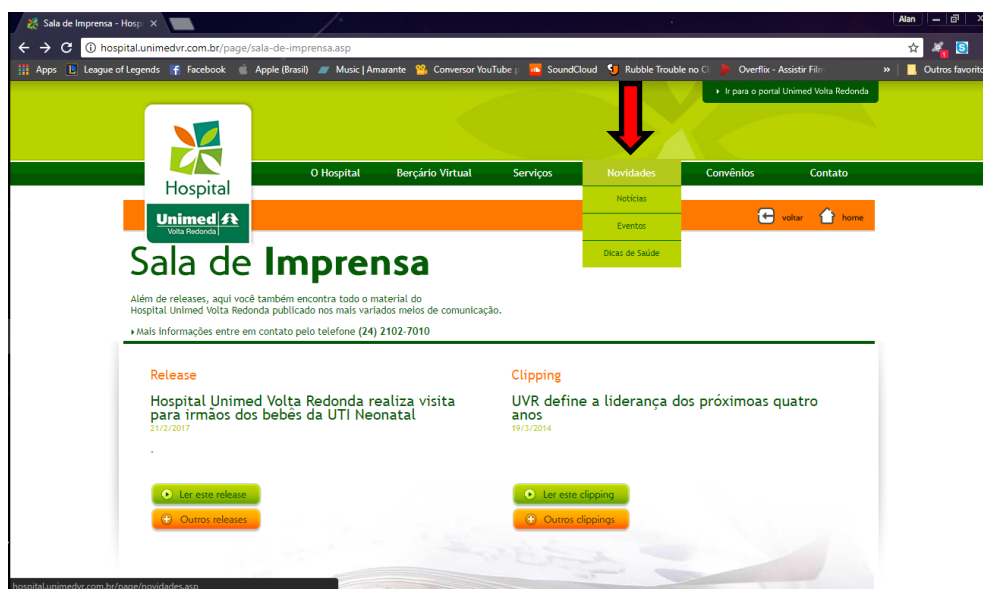 Sala de Imprensa - Hosp
Alan
hospital.unimedvr.com.br/page/sala-de-imprensa.asp
1
S
Apps League of Legends Facebook Apple (Brasil) Music | Amarante Conversor YouTube p SoundCloud Rubble Trouble no Cl Overflix - Assistir Film » Outros favorito
Ir para o portal Unimed Volta Redonda
O Hospital Berçário Virtual Serviços Novidades Convênios Contato
Hospital
Unimed
Volta Redonda
Notícias
Eventos
Dicas de Saúde
voltar home
Sala de Imprensa
Além de releases, aqui você também encontra todo o material do
Hospital Unimed Volta Redonda publicado nos mais variados meios de comunicação.
Mais informações entre em contato pelo telefone (24) 2102-7010
Release
Hospital Unimed Volta Redonda realiza visita
para irmãos dos bebês da UTI Neonatal
21/2/2017
-
Ler este release
Outros releases
Clipping
UVR define a liderança dos próximoas quatro
anos
19/3/2014
Ler este clipping
Outros clippings
hospital.unimedvr.com.br/page/novidades.asp